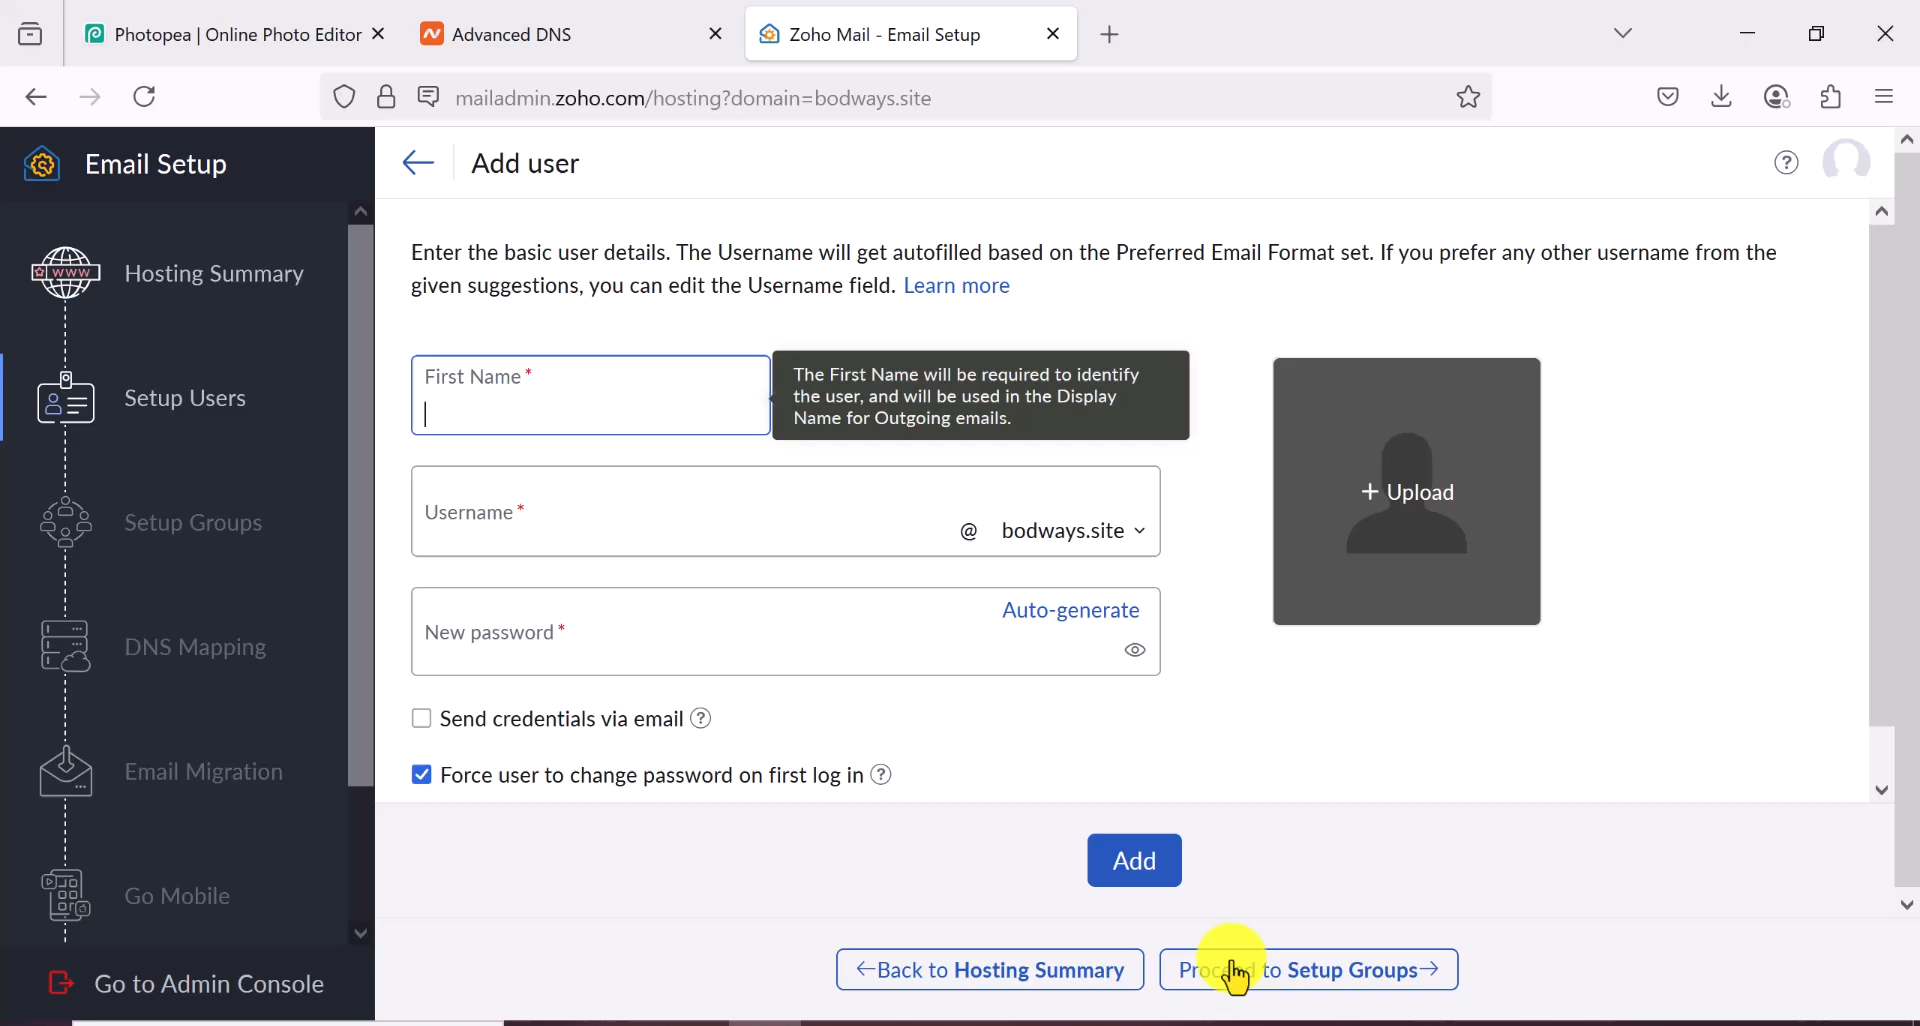 Photopea | Online Photo Editor
Advanced DNS
Zoho Mail - Email Setup
mailadmin.zoho.com/hosting?domain=bodways.site
Email Setup
Add user
Hosting Summary
Setup Users
Setup Groups
DNS Mapping
Email Migration
Go Mobile
Go to Admin Console
Enter the basic user details. The Username will get autofilled based on the Preferred Email Format set. If you prefer any other username from the
given suggestions, you can edit the Username field. Learn more
First Name*
The First Name will be required to identify
the user, and will be used in the Display
Name for Outgoing emails.
+ Upload
Username*
@ bodways.site
Auto-generate
New password*
Send credentials via email ?
Force user to change password on first log in ?
Add
←Back to Hosting Summary
Proceed to Setup Groups→